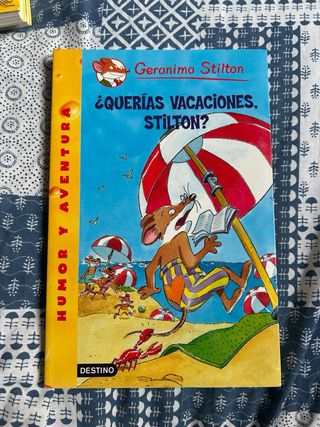 Geronimo Stilton
¿QUERÍAS VACACIONES,
STILTON?
HUMOR Y AVENTURA
DESTINO